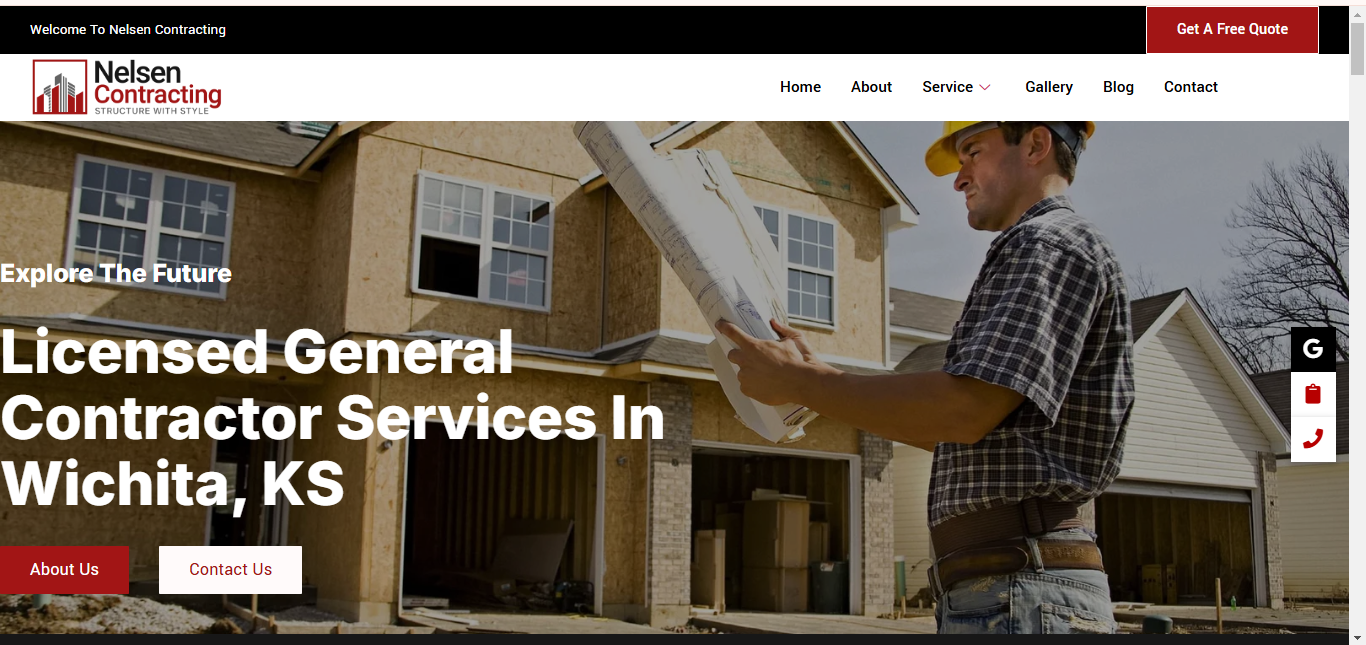 Welcome To Nelsen Contracting
Get A Free Quote
Nelsen
Contracting
STRUCTURE WITH STYLE
Home
About
Service
Gallery
Blog
Contact
Explore The Future
Licensed General
Contractor Services In
Wichita, KS
About Us
Contact Us
G